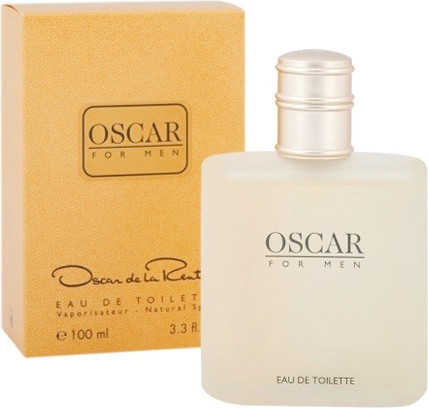 OSCAR
FOR MEN
Oscar de la Rent
EAU DE TOILETT
Vaporisateur - Natural Sp
e 100 ml 3.3 fl.
OSCAR
FOR MEN
EAU DE TOILETTE